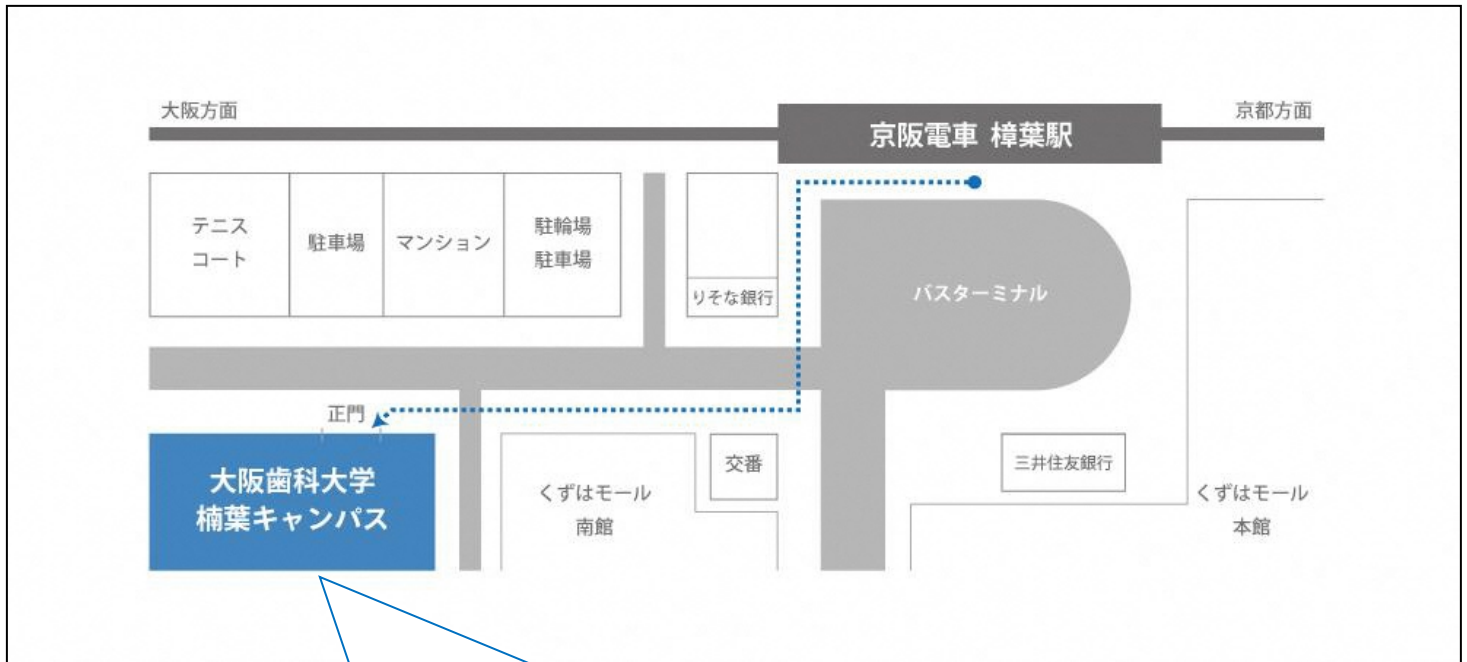 大阪方面
京都方面
京阪電車 樟葉駅
テニス
コート
駐車場
マンション
駐輪場
駐車場
りそな銀行
バスターミナル
正門
大阪歯科大学
楠葉キャンパス
くずはモール
南館
交番
三井住友銀行
くずはモール
本館